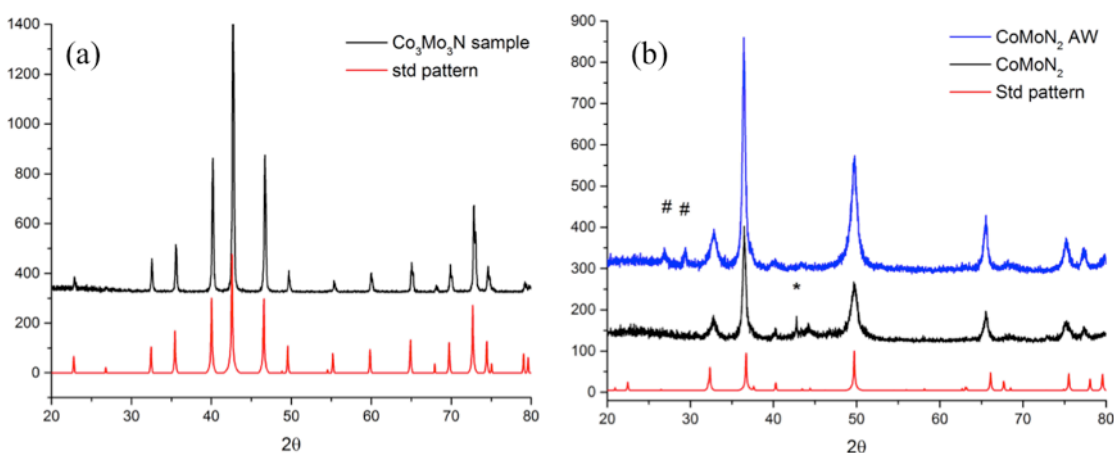 (a)
Co₃Mo₃N sample
std pattern
1400
1200
1000
800
600
400
200
0
20 30 40 50 60 70 80
2θ
(b)
CoMoN₂ AW
CoMoN₂
Std pattern
900
800
700
600
500
400
300
200
100
0
# #
*
20 30 40 50 60 70 80
2θ